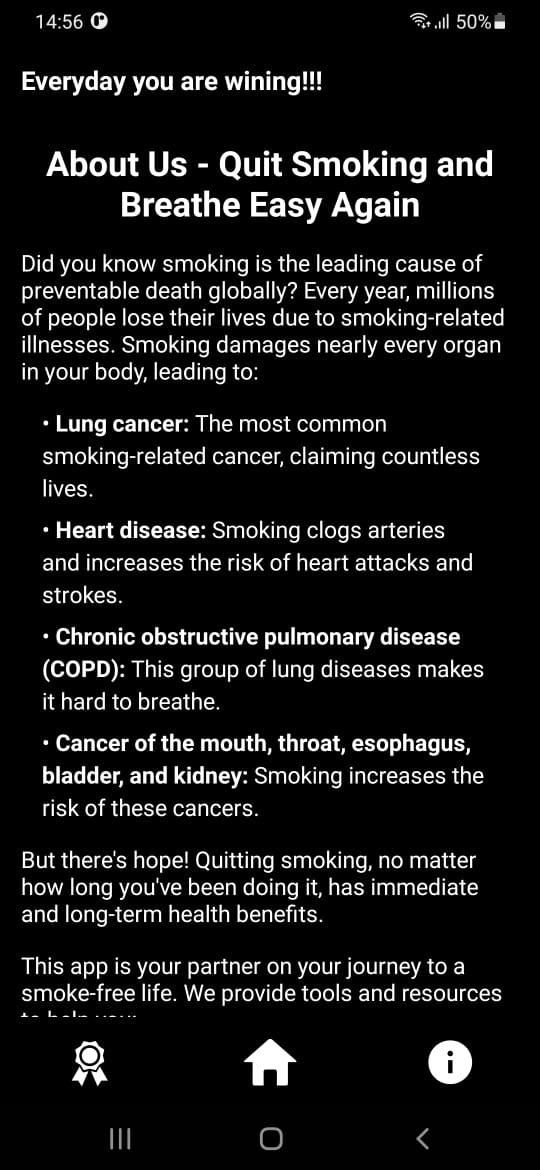 14:56
50%
Everyday you are wining!!!
About Us - Quit Smoking and
Breathe Easy Again
Did you know smoking is the leading cause of
preventable death globally? Every year, millions
of people lose their lives due to smoking-related
illnesses. Smoking damages nearly every organ
in your body, leading to:
• Lung cancer: The most common
smoking-related cancer, claiming countless
lives.
• Heart disease: Smoking clogs arteries
and increases the risk of heart attacks and
strokes.
• Chronic obstructive pulmonary disease
(COPD): This group of lung diseases makes
it hard to breathe.
• Cancer of the mouth, throat, esophagus,
bladder, and kidney: Smoking increases the
risk of these cancers.
But there's hope! Quitting smoking, no matter
how long you've been doing it, has immediate
and long-term health benefits.
This app is your partner on your journey to a
smoke-free life. We provide tools and resources